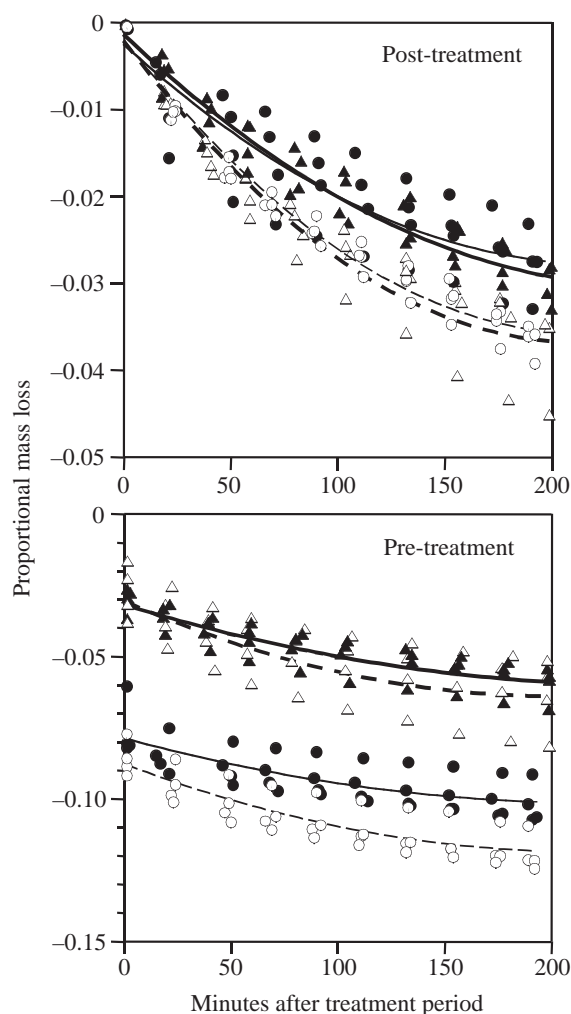 0
Post-treatment
–0.01
–0.02
–0.03
–0.04
–0.05
0 50 100 150 200
Proportional mass loss
0
Pre-treatment
–0.05
–0.10
–0.15
0 50 100 150 200
Minutes after treatment period